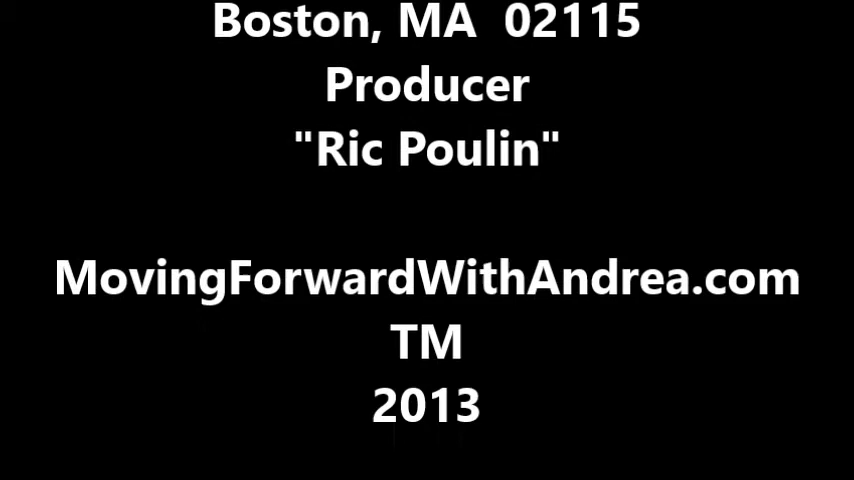 Boston, MA  02115
Producer
"Ric Poulin"
MovingForwardWithAndrea.com
TM
2013